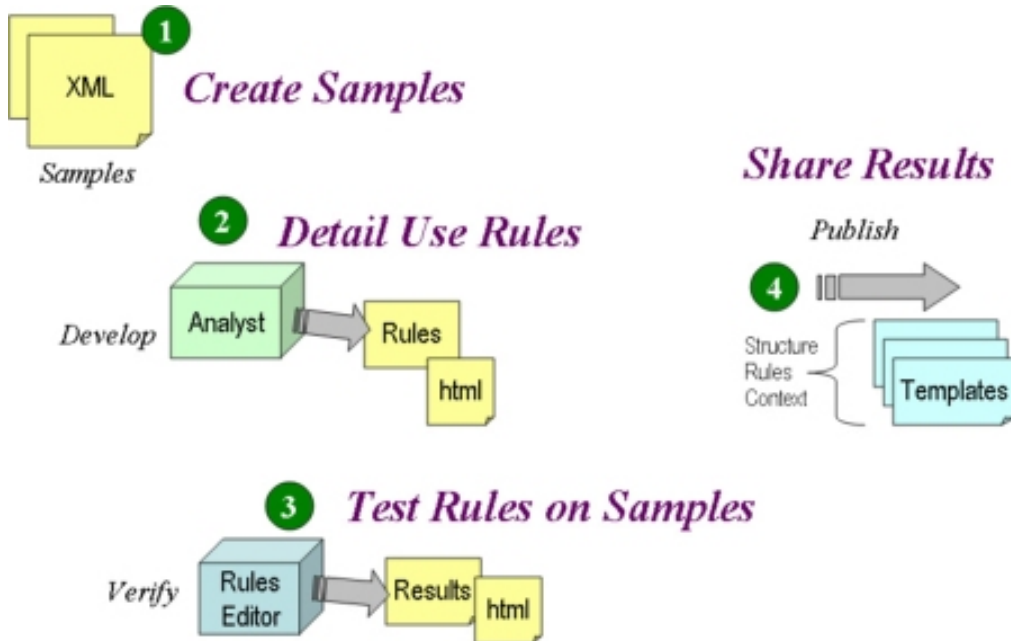 1
XML
Create Samples
Samples
2
Detail Use Rules
Develop
Analyst
Rules
html
3
Test Rules on Samples
Verify
Rules
Editor
Results
html
Share Results
Publish
4
Structure
Rules
Context
Templates